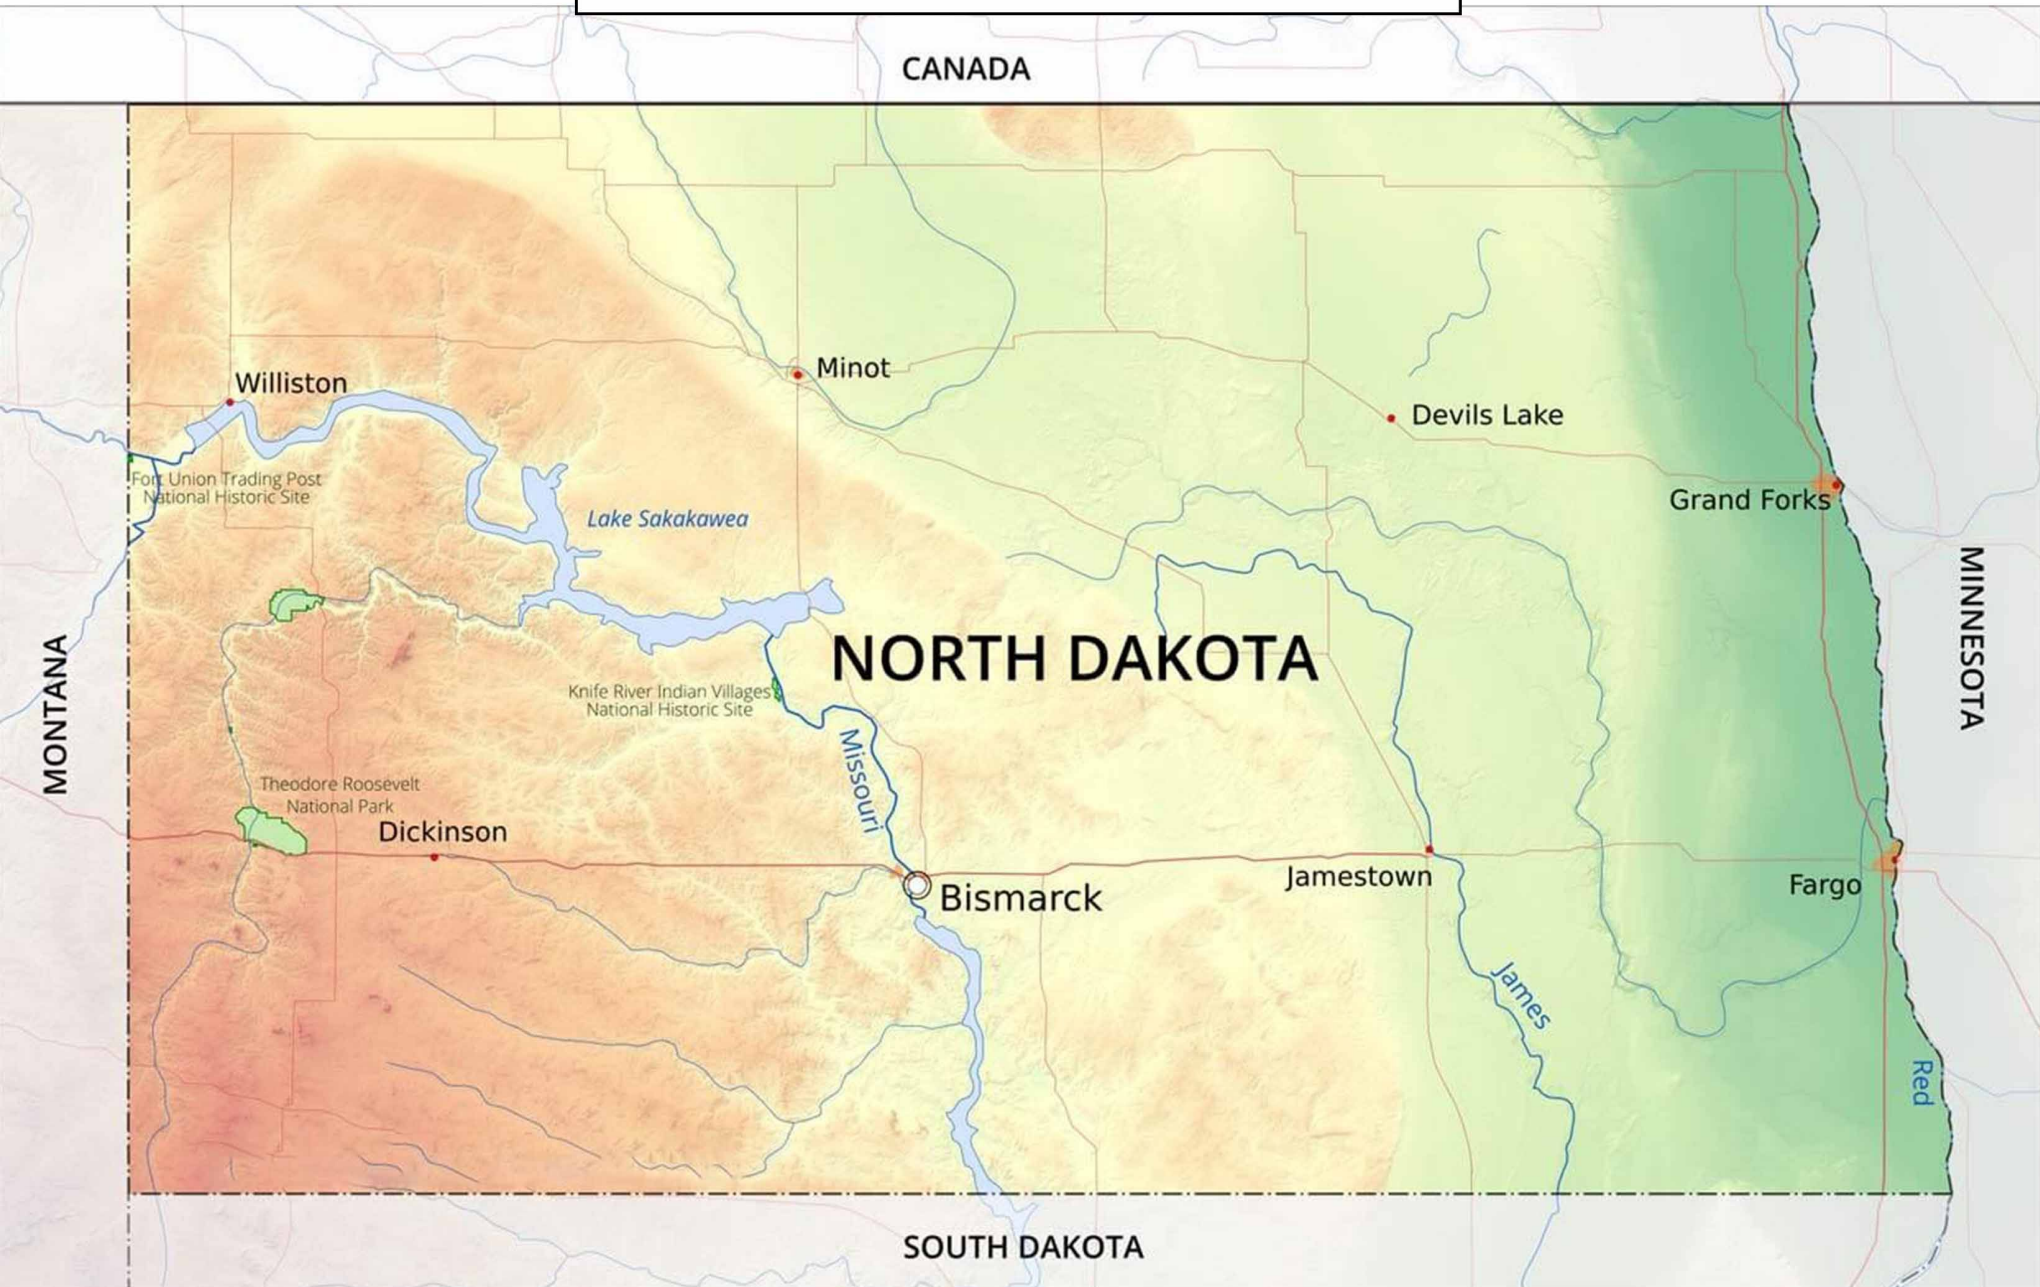 CANADA
Minot
Williston
Devils Lake
Fort Union Trading Post
National Historic Site
Grand Forks
Lake Sakakawea
MINNESOTA
NORTH DAKOTA
MONTANA
Knife River Indian Villages
National Historic Site
Missouri
Theodore Roosevelt
National Park
Dickinson
Jamestown
Fargo
Bismarck
James
Red
SOUTH DAKOTA